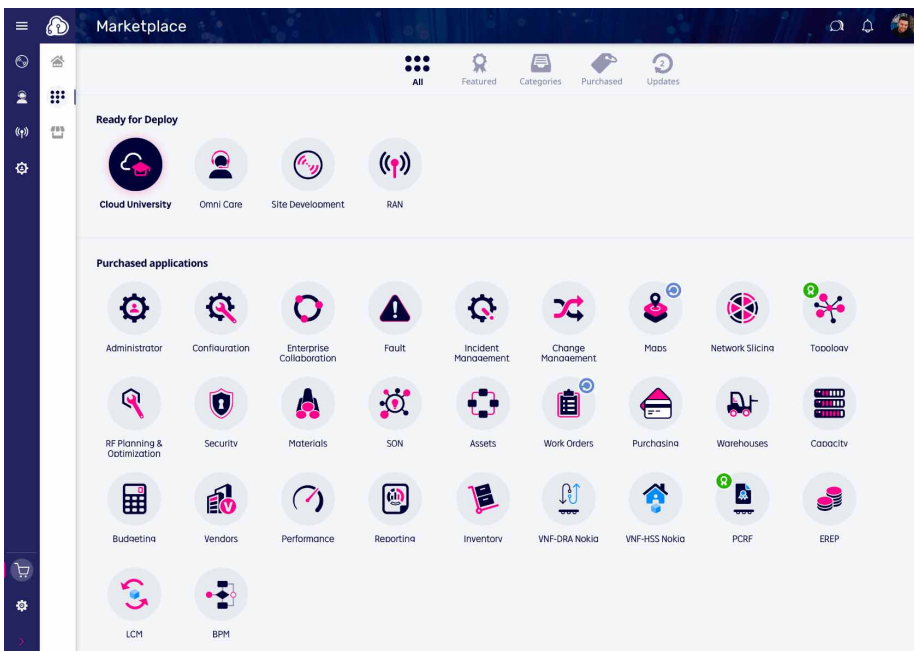 Marketplace
All
Featured
Categories
Purchased
2
Updates
Ready for Deploy
Cloud University
Omni Care
Site Development
RAN
Purchased applications
Administrator
Configuration
Enterprise
Collaboration
Fault
Incident
Management
Change
Management
Maps
Network Slicing
Topology
RF Planning &
Optimization
Security
Materials
SON
Assets
Work Orders
Purchasing
Warehouses
Capacity
Budgeting
V
Vendors
Performance
Reporting
Inventory
VNF-DRA Nokia
VNF-HSS Nokia
PCRF
EREP
LCM
BPM